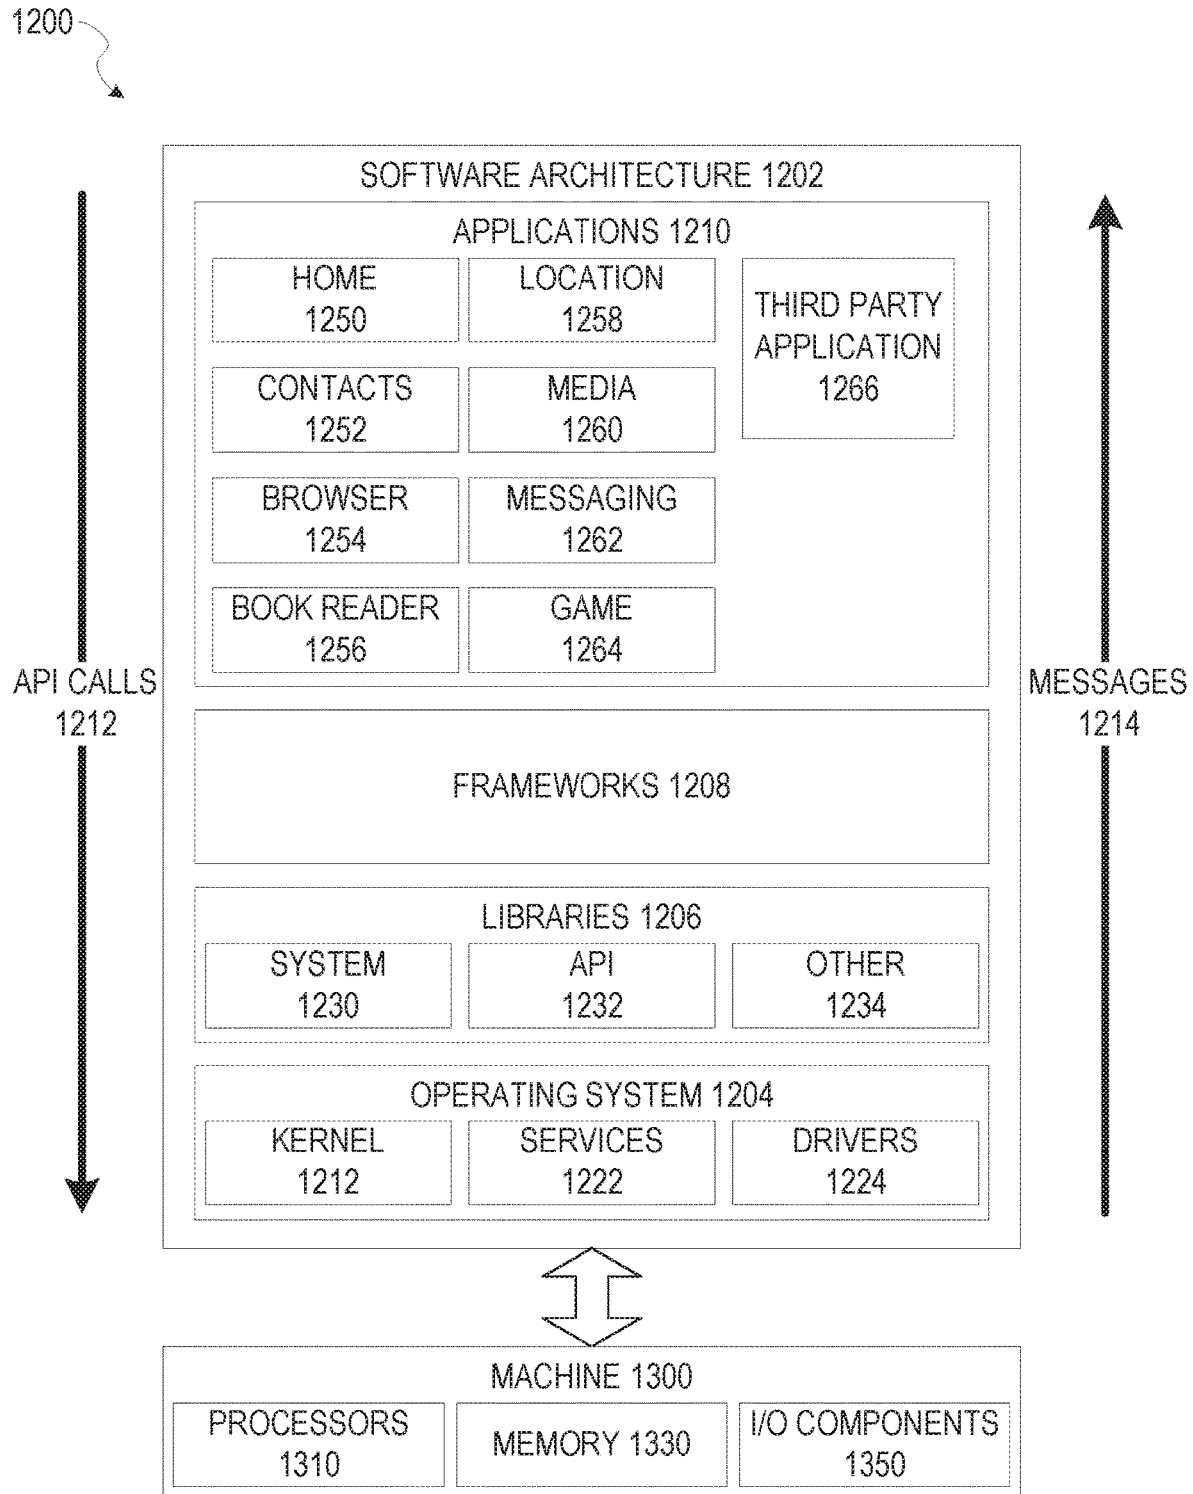 1200
SOFTWARE ARCHITECTURE 1202
APPLICATIONS 1210
HOME
1250
LOCATION
1258
THIRD PARTY
APPLICATION
1266
CONTACTS
1252
MEDIA
1260
BROWSER
1254
MESSAGING
1262
BOOK READER
1256
GAME
1264
API CALLS
1212
MESSAGES
1214
FRAMEWORKS 1208
LIBRARIES 1206
SYSTEM
1230
API
1232
OTHER
1234
OPERATING SYSTEM 1204
KERNEL
1212
SERVICES
1222
DRIVERS
1224
MACHINE 1300
PROCESSORS
1310
MEMORY 1330
I/O COMPONENTS
1350